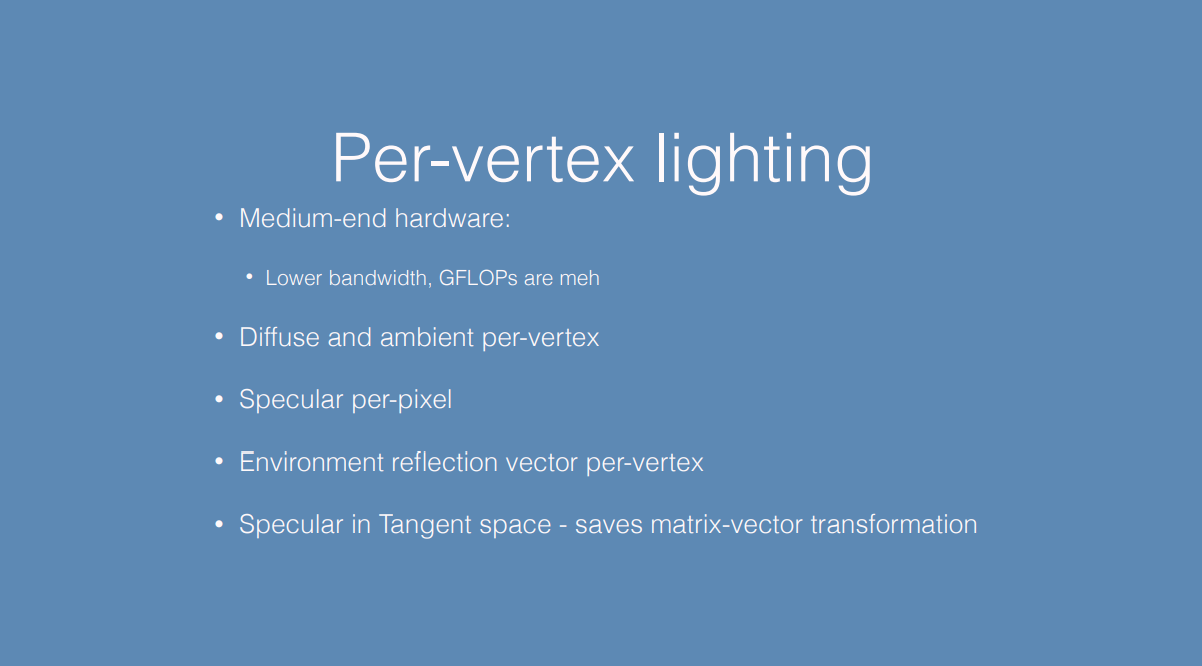 Per-vertex lighting
• Medium-end hardware:
• Lower bandwidth, GFLOPs are meh
• Diffuse and ambient per-vertex
• Specular per-pixel
• Environment reflection vector per-vertex
• Specular in Tangent space - saves matrix-vector transformation